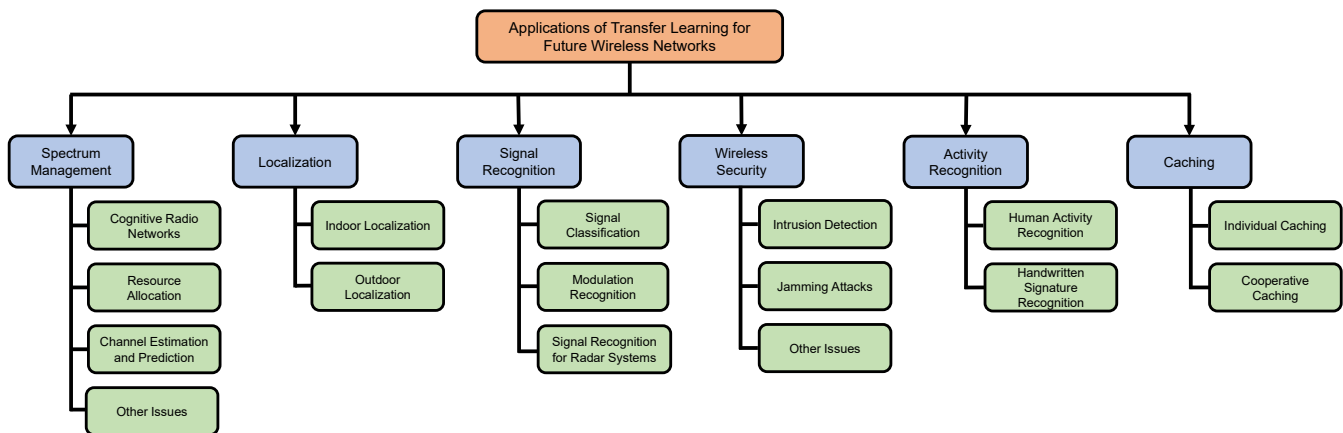 Applications of Transfer Learning for
Future Wireless Networks
Spectrum
Management
Localization
Signal
Recognition
Wireless
Security
Activity
Recognition
Caching
Cognitive Radio
Networks
Resource
Allocation
Channel Estimation
and Prediction
Other Issues
Indoor Localization
Outdoor
Localization
Signal
Classification
Modulation
Recognition
Signal Recognition
for Radar Systems
Intrusion Detection
Jamming Attacks
Other Issues
Human Activity
Recognition
Handwritten
Signature
Recognition
Individual Caching
Cooperative
Caching